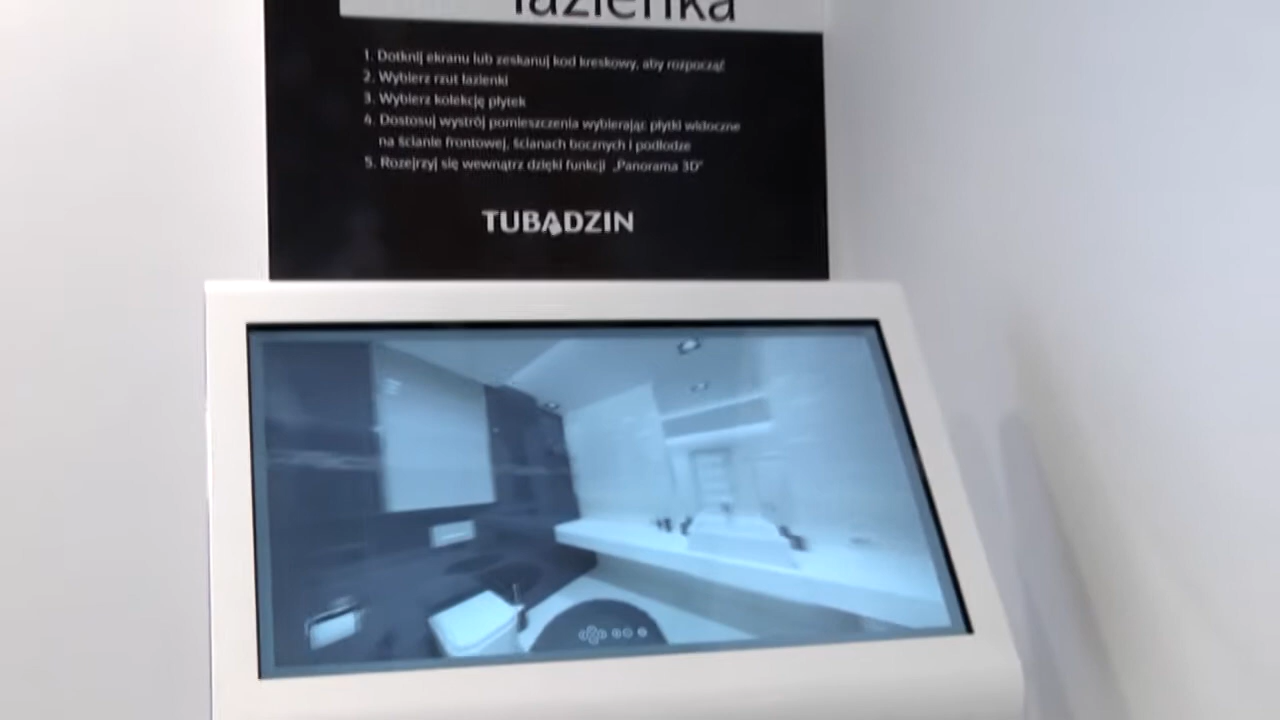 łazienka
1. Dotknij ekranu lub zeskanuj kod kreskowy, aby rozpocząć
2. Wybierz rzut łazienki
3. Wybierz kolekcję płytek
4. Dostosuj wystrój pomieszczenia wybierając płytki widoczne
na ścianie frontowej, ścianach bocznych i podłodze
5. Rozejrzyj się wewnątrz dzięki funkcji „Panorama 3D”
TUBĄDZIN